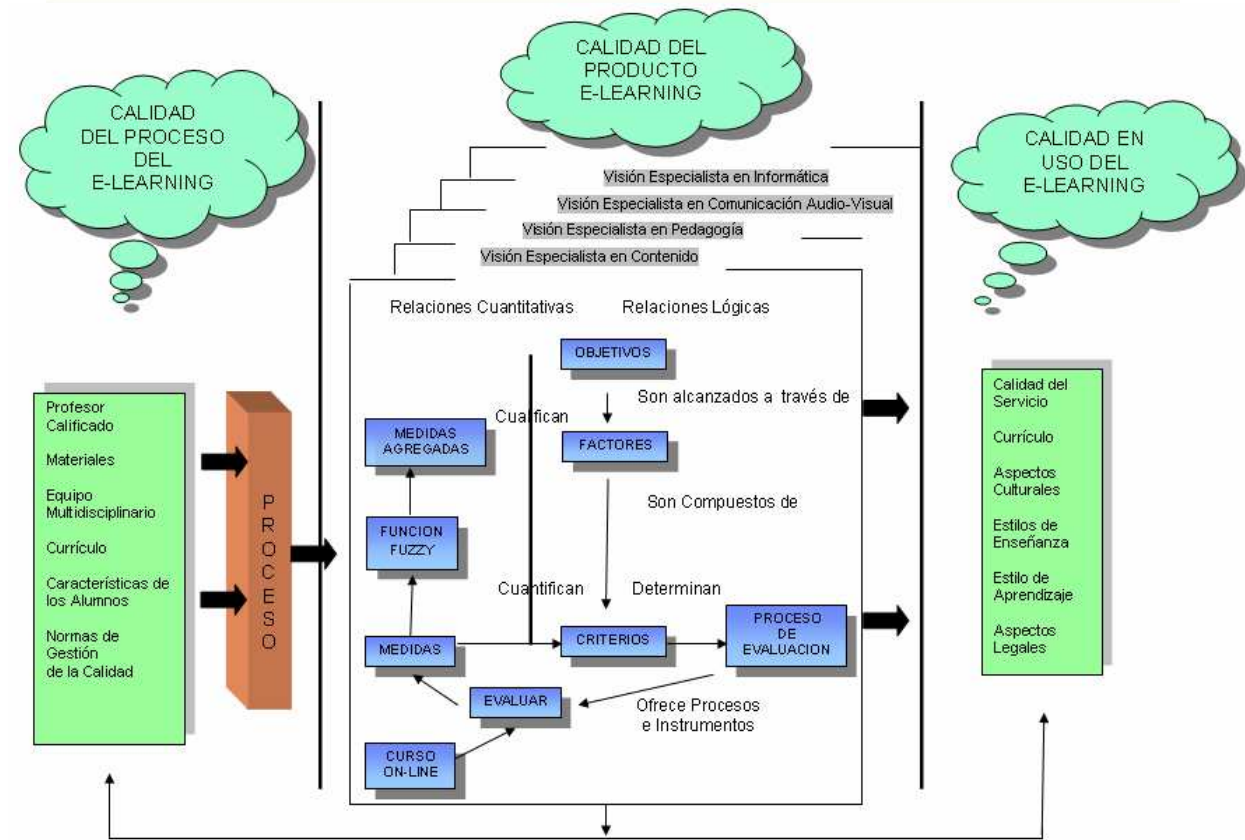 CALIDAD
DEL PROCESO
DEL
E-LEARNING
CALIDAD DEL
PRODUCTO
E-LEARNING
CALIDAD EN
USO DEL
E-LEARNING
Visión Especialista en Informática
Visión Especialista en Comunicación Audio-Visual
Visión Especialista en Pedagogía
Visión Especialista en Contenido
Profesor
Calificado
Materiales
Equipo
Multidisciplinario
Currículo
Características de
los Alumnos
Normas de
Gestión
de la Calidad
PROCESO
Relaciones Cuantitativas
Relaciones Lógicas
OBJETIVOS
Son alcanzados a través de
Cualifican
MEDIDAS
AGREGADAS
FACTORES
Son Compuestos de
FUNCION
FUZZY
Cuantifican
Determinan
MEDIDAS
CRITERIOS
PROCESO
DE
EVALUACION
EVALUAR
Ofrece Procesos
e Instrumentos
CURSO
ON-LINE
Calidad del
Servicio
Currículo
Aspectos
Culturales
Estilos de
Enseñanza
Estilo de
Aprendizaje
Aspectos
Legales